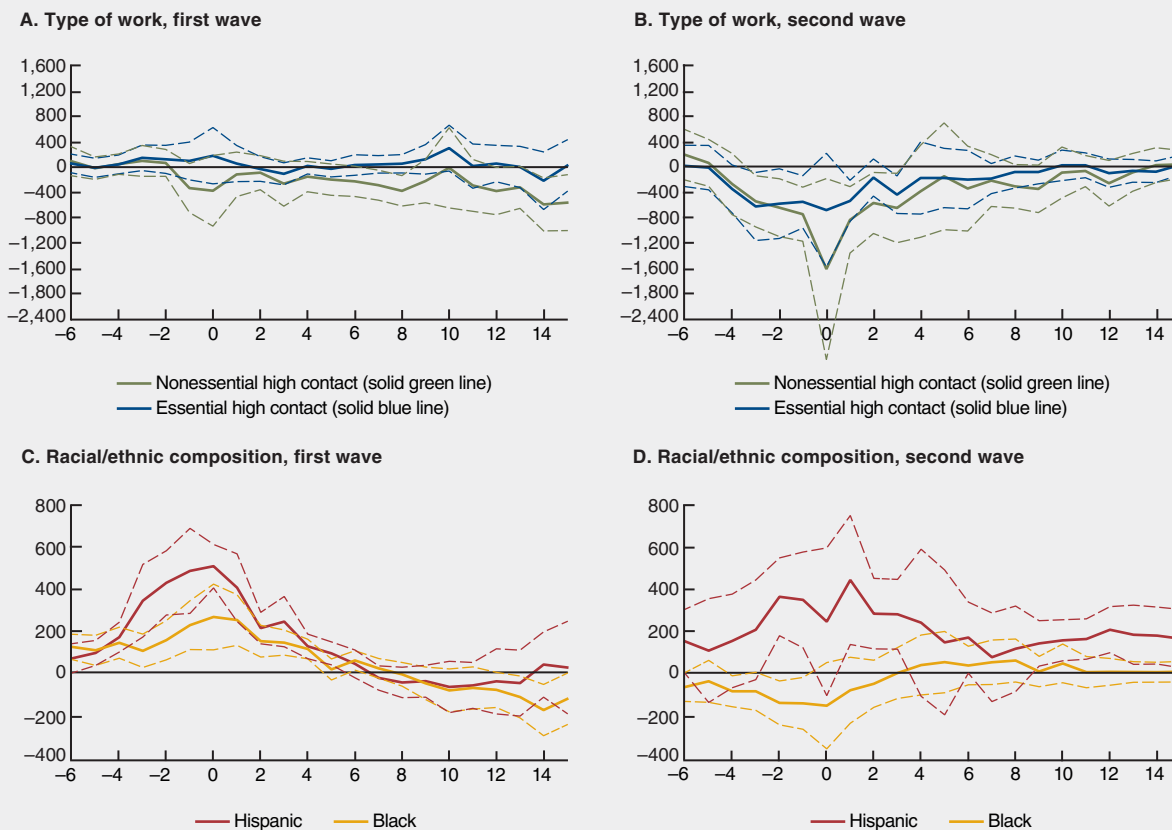 A. Type of work, first wave
1,600
1,200
800
400
0
−400
−800
−1,200
−1,600
−1,800
−2,400
−6 −4 −2 0 2 4 6 8 10 12 14
Nonessential high contact (solid green line)
Essential high contact (solid blue line)
B. Type of work, second wave
1,600
1,200
800
400
0
−400
−800
−1,200
−1,600
−1,800
−2,400
−6 −4 −2 0 2 4 6 8 10 12 14
Nonessential high contact (solid green line)
Essential high contact (solid blue line)
C. Racial/ethnic composition, first wave
800
600
400
200
0
−200
−400
−6 −4 −2 0 2 4 6 8 10 12 14
Hispanic Black
D. Racial/ethnic composition, second wave
800
600
400
200
0
−200
−400
−6 −4 −2 0 2 4 6 8 10 12 14
Hispanic Black